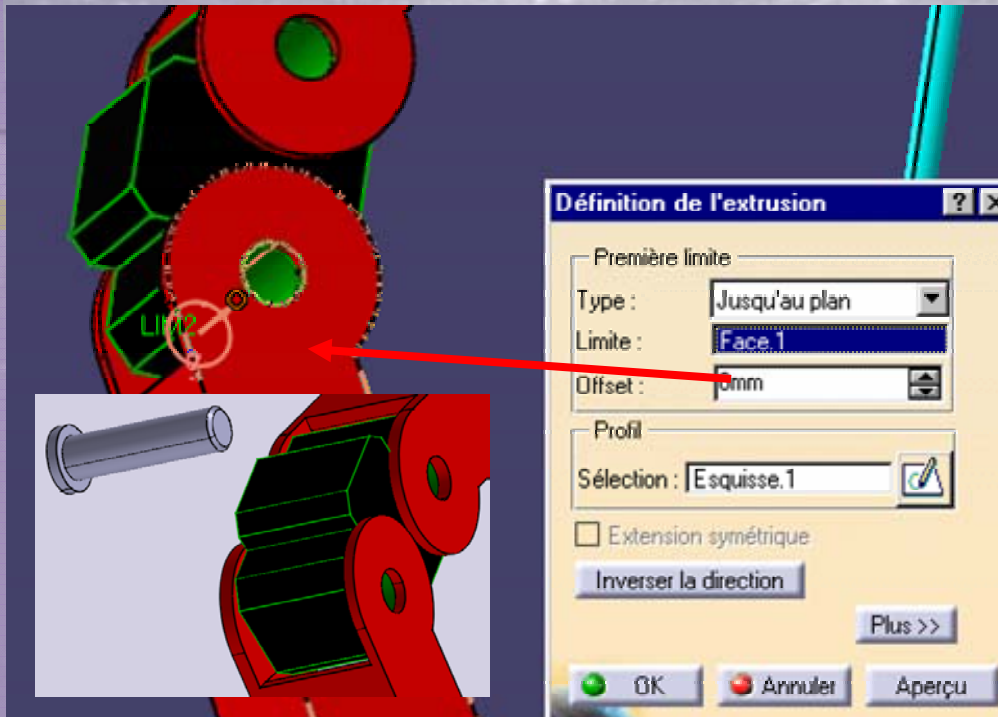 Définition de l'extrusion
Première limite
Type : Jusqu'au plan
Limite : Face.1
Offset : 0mm
Profil
Sélection : Esquisse.1
Extension symétrique
Inverser la direction
Plus >>
OK Annuler Aperçu
LIM2